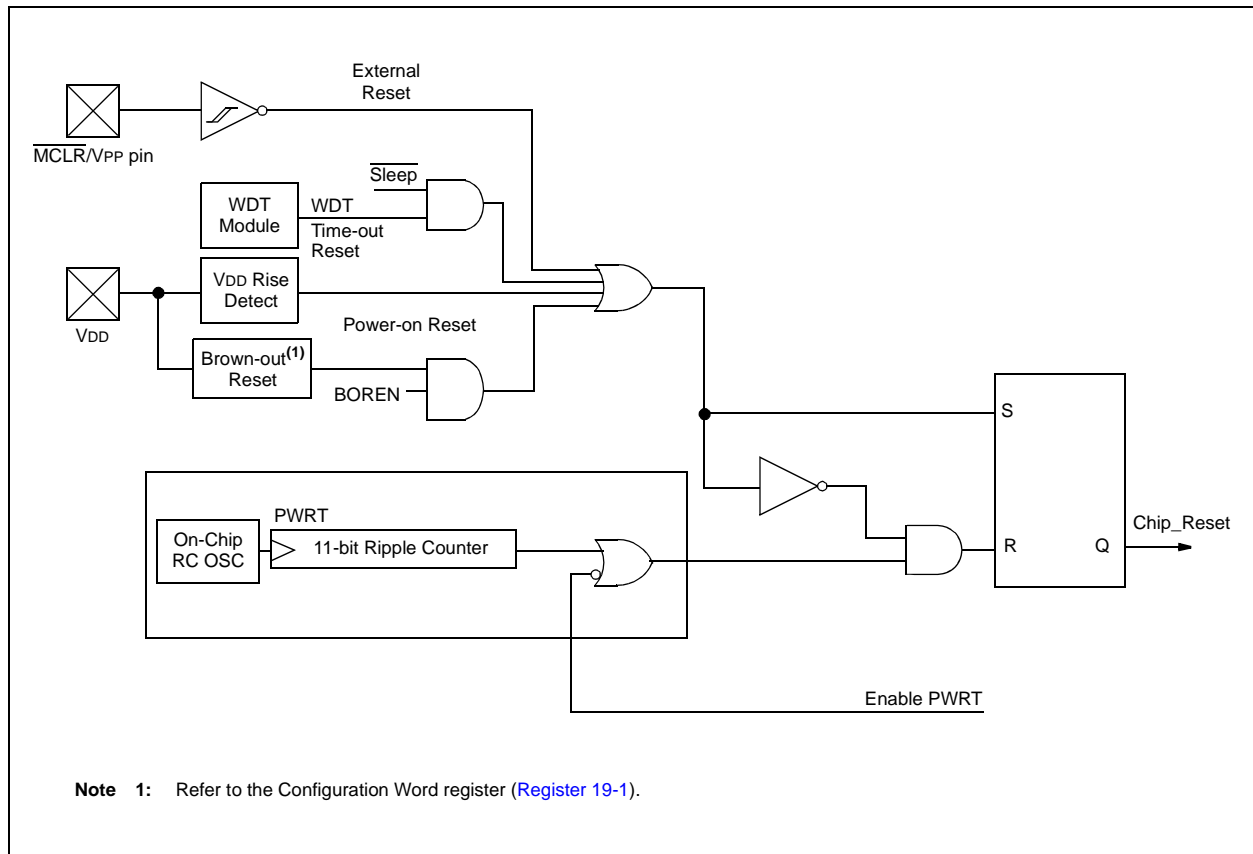 External
Reset
MCLR/VPP pin
Sleep
WDT
Module
WDT
Time-out
Reset
VDD Rise
Detect
VDD
Power-on Reset
Brown-out(1)
Reset
BOREN
S
PWRT
On-Chip
RC OSC
11-bit Ripple Counter
Chip_Reset
R
Q
Enable PWRT
Note 1: Refer to the Configuration Word register (Register 19-1).